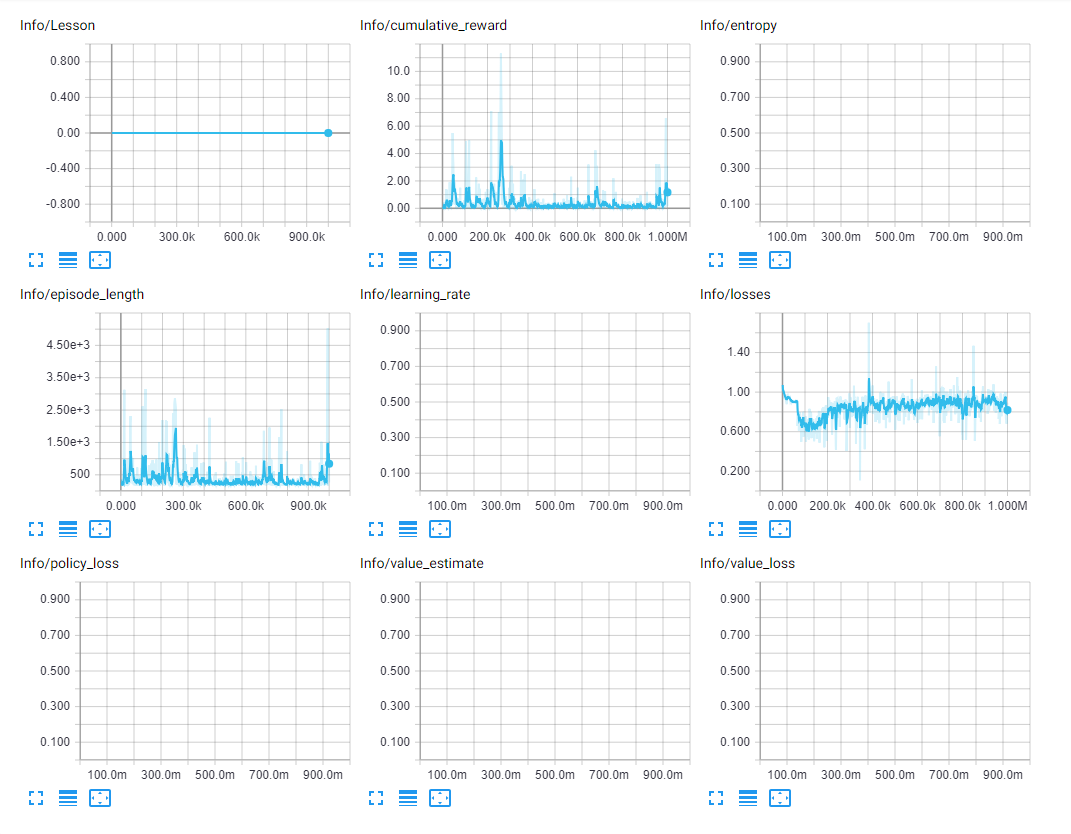 Info/Lesson
0.800
0.400
0.00
-0.400
-0.800
0.000 300.0k 600.0k 900.0k
Info/cumulative_reward
10.0
8.00
6.00
4.00
2.00
0.00
0.000 200.0k 400.0k 600.0k 800.0k 1.000M
Info/entropy
0.900
0.700
0.500
0.300
0.100
100.0m 300.0m 500.0m 700.0m 900.0m
Info/episode_length
4.50e+3
3.50e+3
2.50e+3
1.50e+3
500
0.000 300.0k 600.0k 900.0k
Info/learning_rate
0.900
0.700
0.500
0.300
0.100
100.0m 300.0m 500.0m 700.0m 900.0m
Info/losses
1.40
1.00
0.600
0.200
0.000 200.0k 400.0k 600.0k 800.0k 1.000M
Info/policy_loss
0.900
0.700
0.500
0.300
0.100
100.0m 300.0m 500.0m 700.0m 900.0m
Info/value_estimate
0.900
0.700
0.500
0.300
0.100
100.0m 300.0m 500.0m 700.0m 900.0m
Info/value_loss
0.900
0.700
0.500
0.300
0.100
100.0m 300.0m 500.0m 700.0m 900.0m